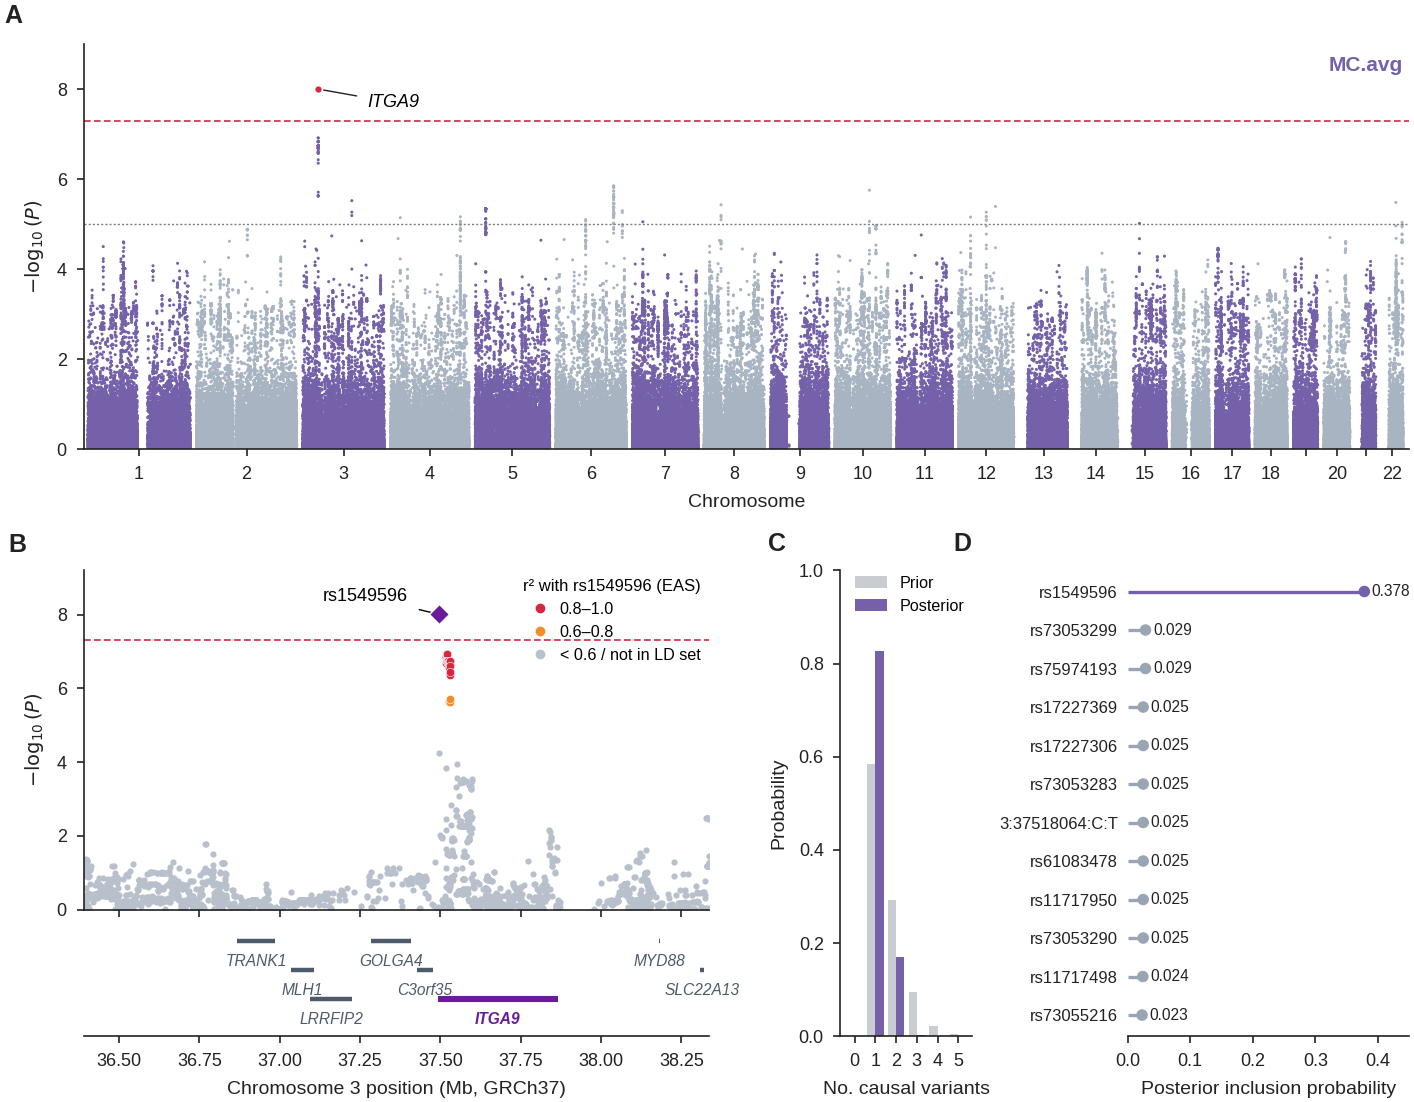 A
MC.avg
ITGA9
−log10 (P)
8
6
4
2
0
1 2 3 4 5 6 7 8 9 10 11 12 13 14 15 16 17 18 20 22
Chromosome
B
rs1549596
r² with rs1549596 (EAS)
0.8–1.0
0.6–0.8
< 0.6 / not in LD set
−log10 (P)
8
6
4
2
0
TRANK1
GOLGA4
MYD88
MLH1
C3orf35
SLC22A13
LRRFIP2
ITGA9
36.50 36.75 37.00 37.25 37.50 37.75 38.00 38.25
Chromosome 3 position (Mb, GRCh37)
C
Prior
Posterior
Probability
1.0
0.8
0.6
0.4
0.2
0.0
0 1 2 3 4 5
No. causal variants
D
rs1549596 0.378
rs73053299 0.029
rs75974193 0.029
rs17227369 0.025
rs17227306 0.025
rs73053283 0.025
3:37518064:C:T 0.025
rs61083478 0.025
rs11717950 0.025
rs73053290 0.025
rs11717498 0.024
rs73055216 0.023
0.0 0.1 0.2 0.3 0.4
Posterior inclusion probability